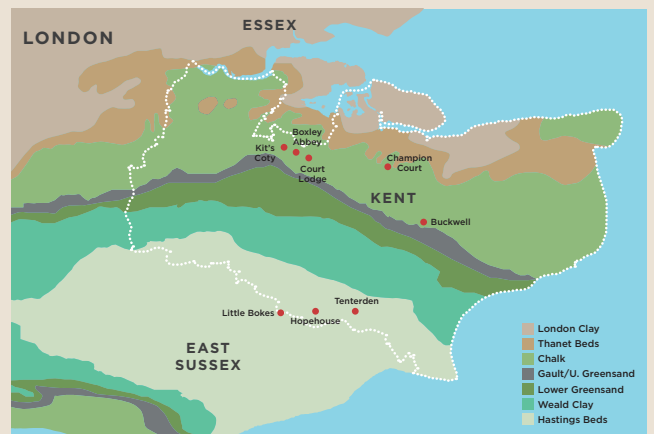 LONDON
ESSEX
Kit's
Coty
Boxley
Abbey
Court
Lodge
Champion
Court
KENT
Buckwell
Little Bokes
Hopehouse
Tenterden
EAST
SUSSEX
London Clay
Thanet Beds
Chalk
Gault/U. Greensand
Lower Greensand
Weald Clay
Hastings Beds